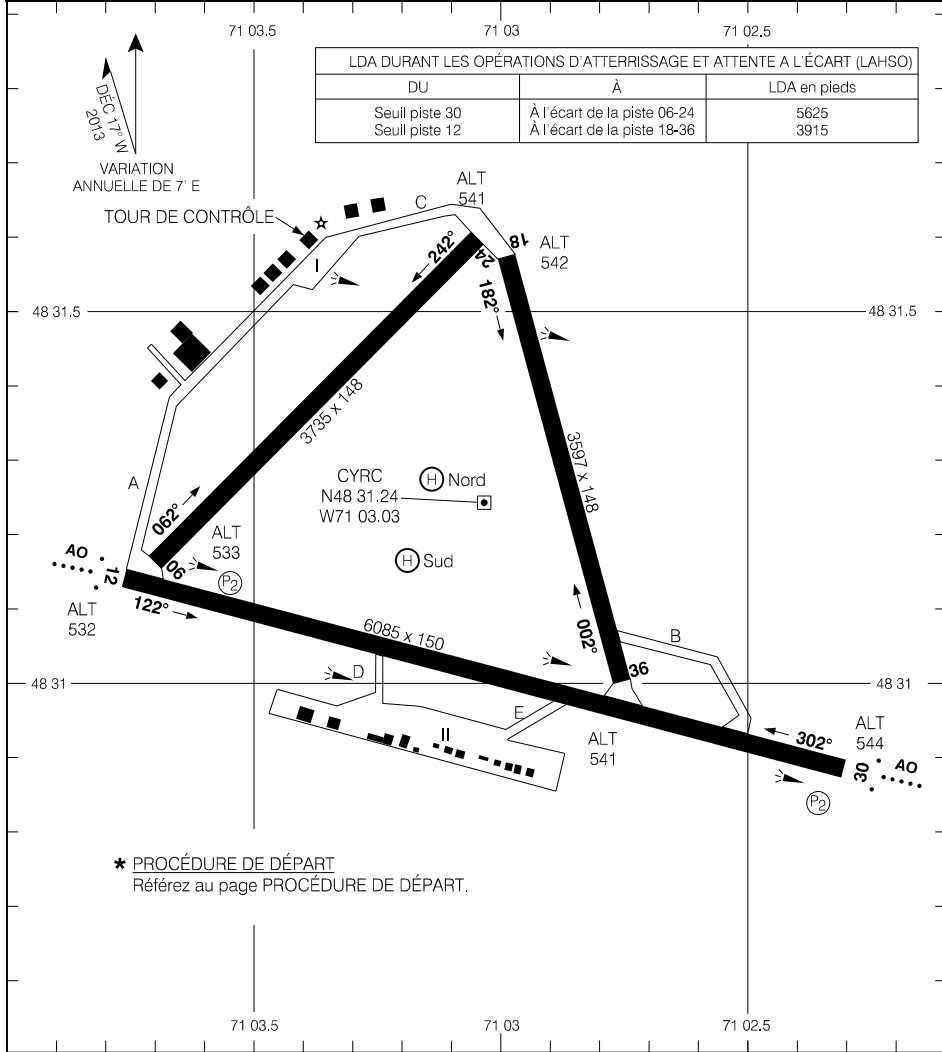 71 03.5
71 03
71 02.5
LDA DURANT LES OPÉRATIONS D'ATTERRISSAGE ET ATTENTE A L'ÉCART (LAHSO)
DU
À
LDA en pieds
Seuil piste 30
À l'écart de la piste 06-24
5625
Seuil piste 12
À l'écart de la piste 18-36
3915
DÉC 17° W
2013
VARIATION
ANNUELLE DE 7' E
TOUR DE CONTRÔLE
C
ALT
541
18
ALT
542
242°
24
182°
I
48 31.5
48 31.5
3735 x 148
3597 x 148
CYRC
N48 31.24
W71 03.03
H Nord
A
062°
ALT
533
H Sud
06
P2
AO
12
122°
ALT
532
6085 x 150
002°
B
36
D
48 31
48 31
E
II
ALT
541
302°
ALT
544
30
AO
P2
* PROCÉDURE DE DÉPART
Référez au page PROCÉDURE DE DÉPART.
71 03.5
71 03
71 02.5